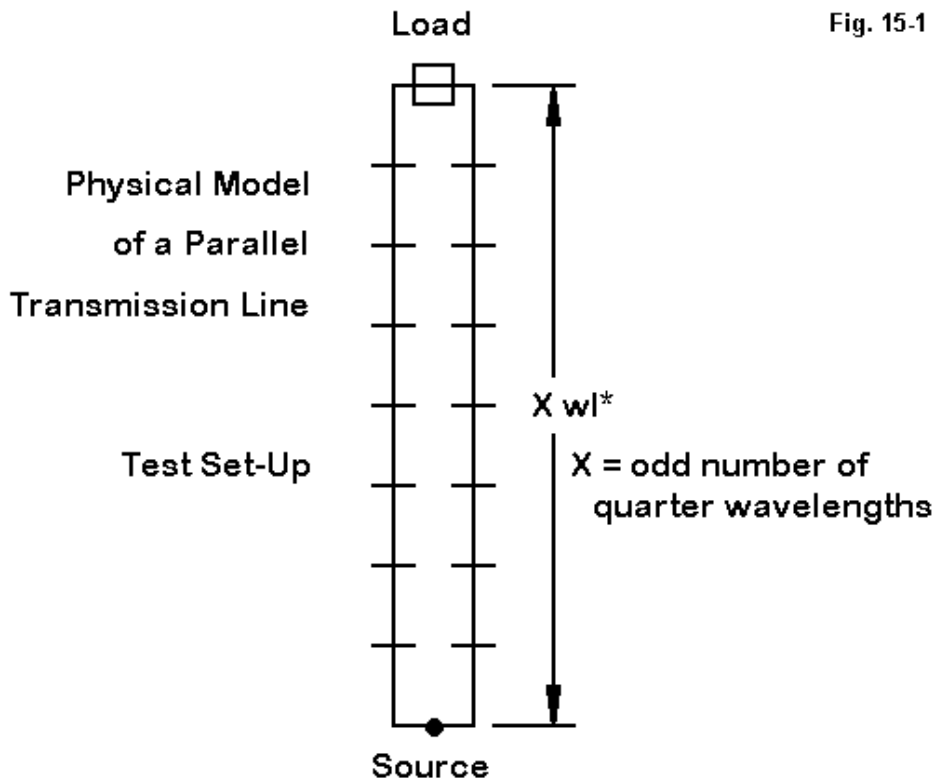 Fig. 15-1
Load
Physical Model
of a Parallel
Transmission Line
X wl*
Test Set-Up
X = odd number of
quarter wavelengths
Source